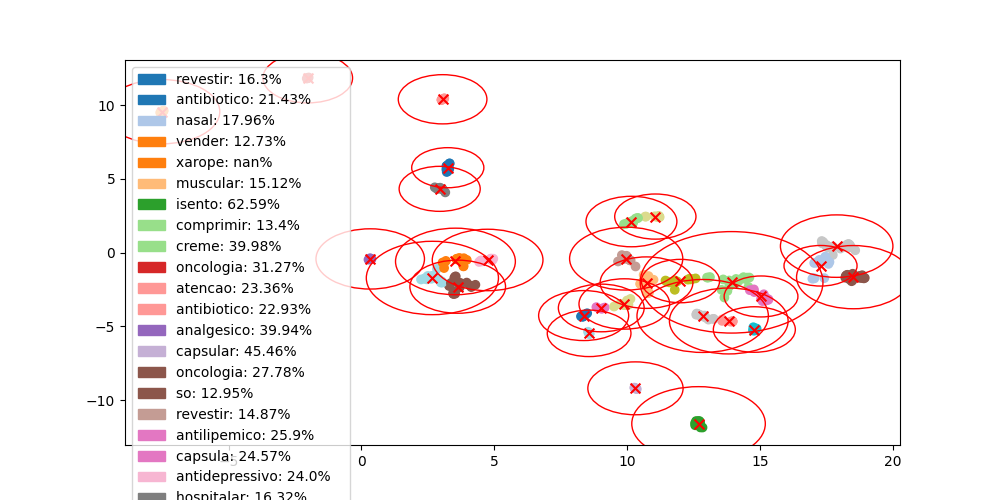 revestir: 16.3%
antibiotico: 21.43%
nasal: 17.96%
vender: 12.73%
xarope: nan%
muscular: 15.12%
isento: 62.59%
comprimir: 13.4%
creme: 39.98%
oncologia: 31.27%
atencao: 23.36%
antibiotico: 22.93%
analgesico: 39.94%
capsular: 45.46%
oncologia: 27.78%
so: 12.95%
revestir: 14.87%
antilipemico: 25.9%
capsula: 24.57%
antidepressivo: 24.0%
hospitalar: 16.32%
10
5
0
−5
−10
0 5 10 15 20